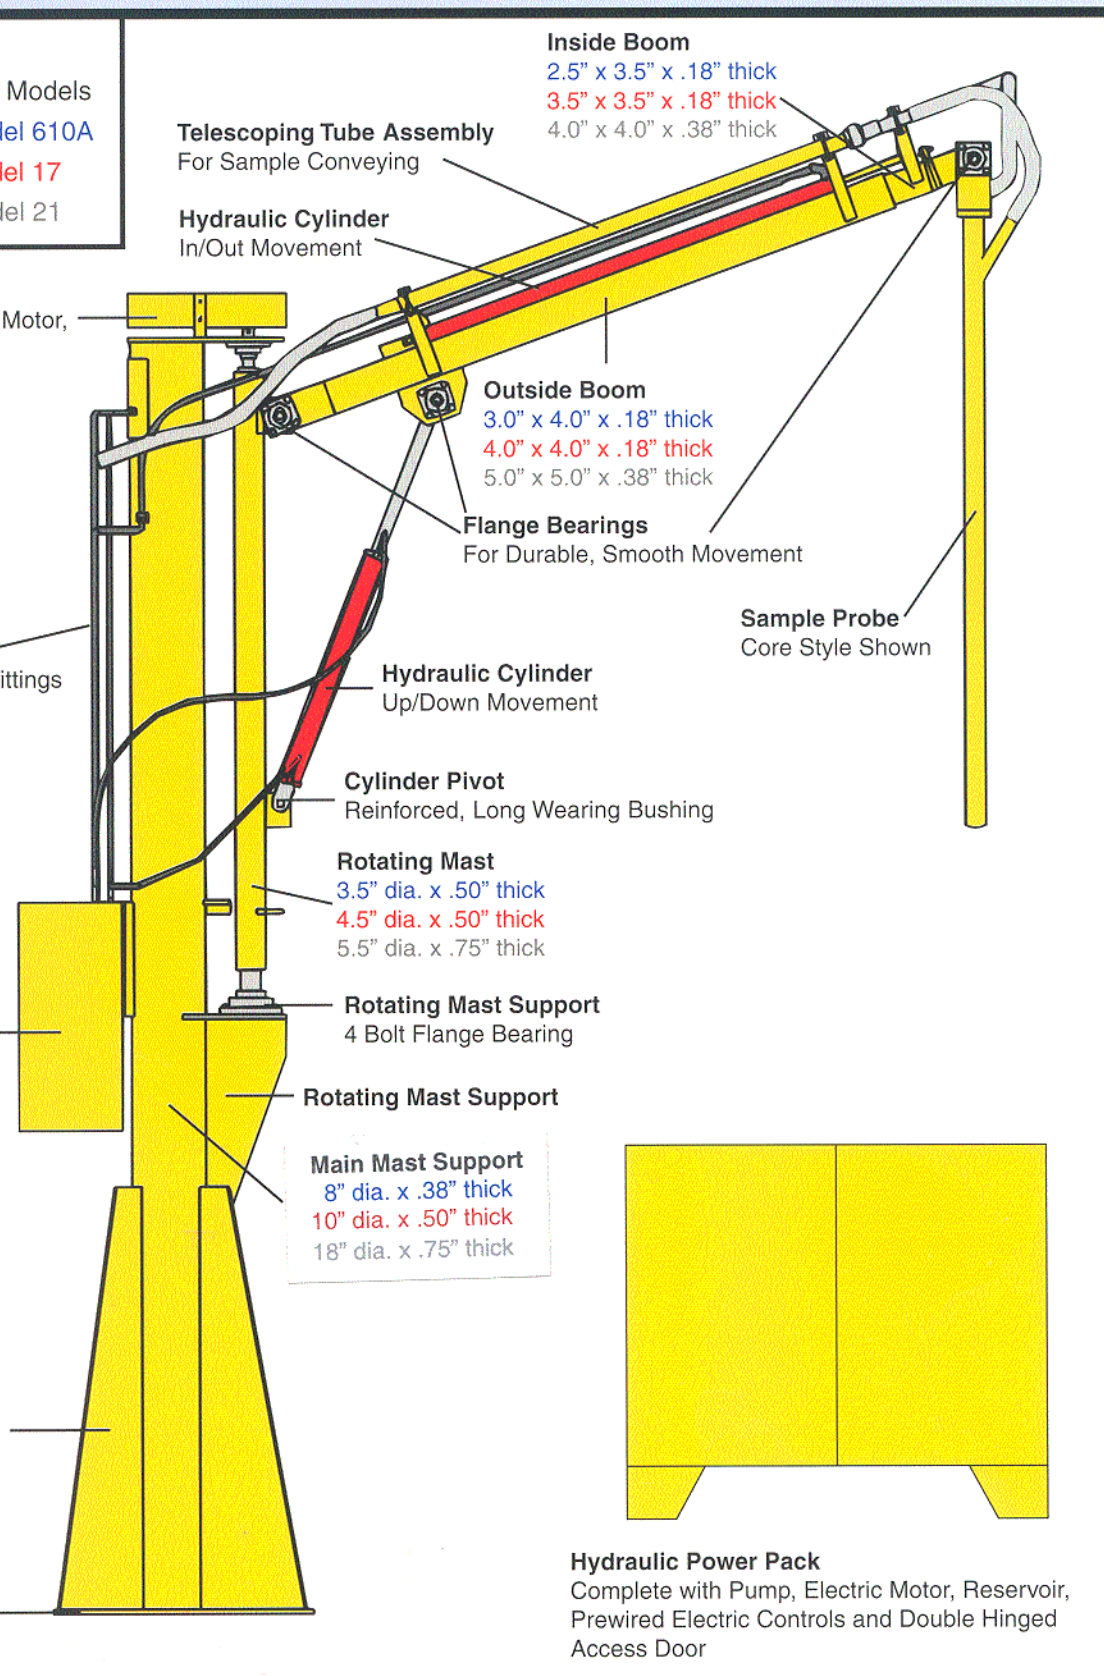 Inside Boom
2.5" x 3.5" x .18" thick
3.5" x 3.5" x .18" thick
4.0" x 4.0" x .38" thick
Models
del 610A
del 17
del 21
Telescoping Tube Assembly
For Sample Conveying
Hydraulic Cylinder
In/Out Movement
Motor,
Outside Boom
3.0" x 4.0" x .18" thick
4.0" x 4.0" x .18" thick
5.0" x 5.0" x .38" thick
Flange Bearings
For Durable, Smooth Movement
Sample Probe
Core Style Shown
ittings
Hydraulic Cylinder
Up/Down Movement
Cylinder Pivot
Reinforced, Long Wearing Bushing
Rotating Mast
3.5" dia. x .50" thick
4.5" dia. x .50" thick
5.5" dia. x .75" thick
Rotating Mast Support
4 Bolt Flange Bearing
Rotating Mast Support
Main Mast Support
8" dia. x .38" thick
10" dia. x .50" thick
18" dia. x .75" thick
Hydraulic Power Pack
Complete with Pump, Electric Motor, Reservoir,
Prewired Electric Controls and Double Hinged
Access Door